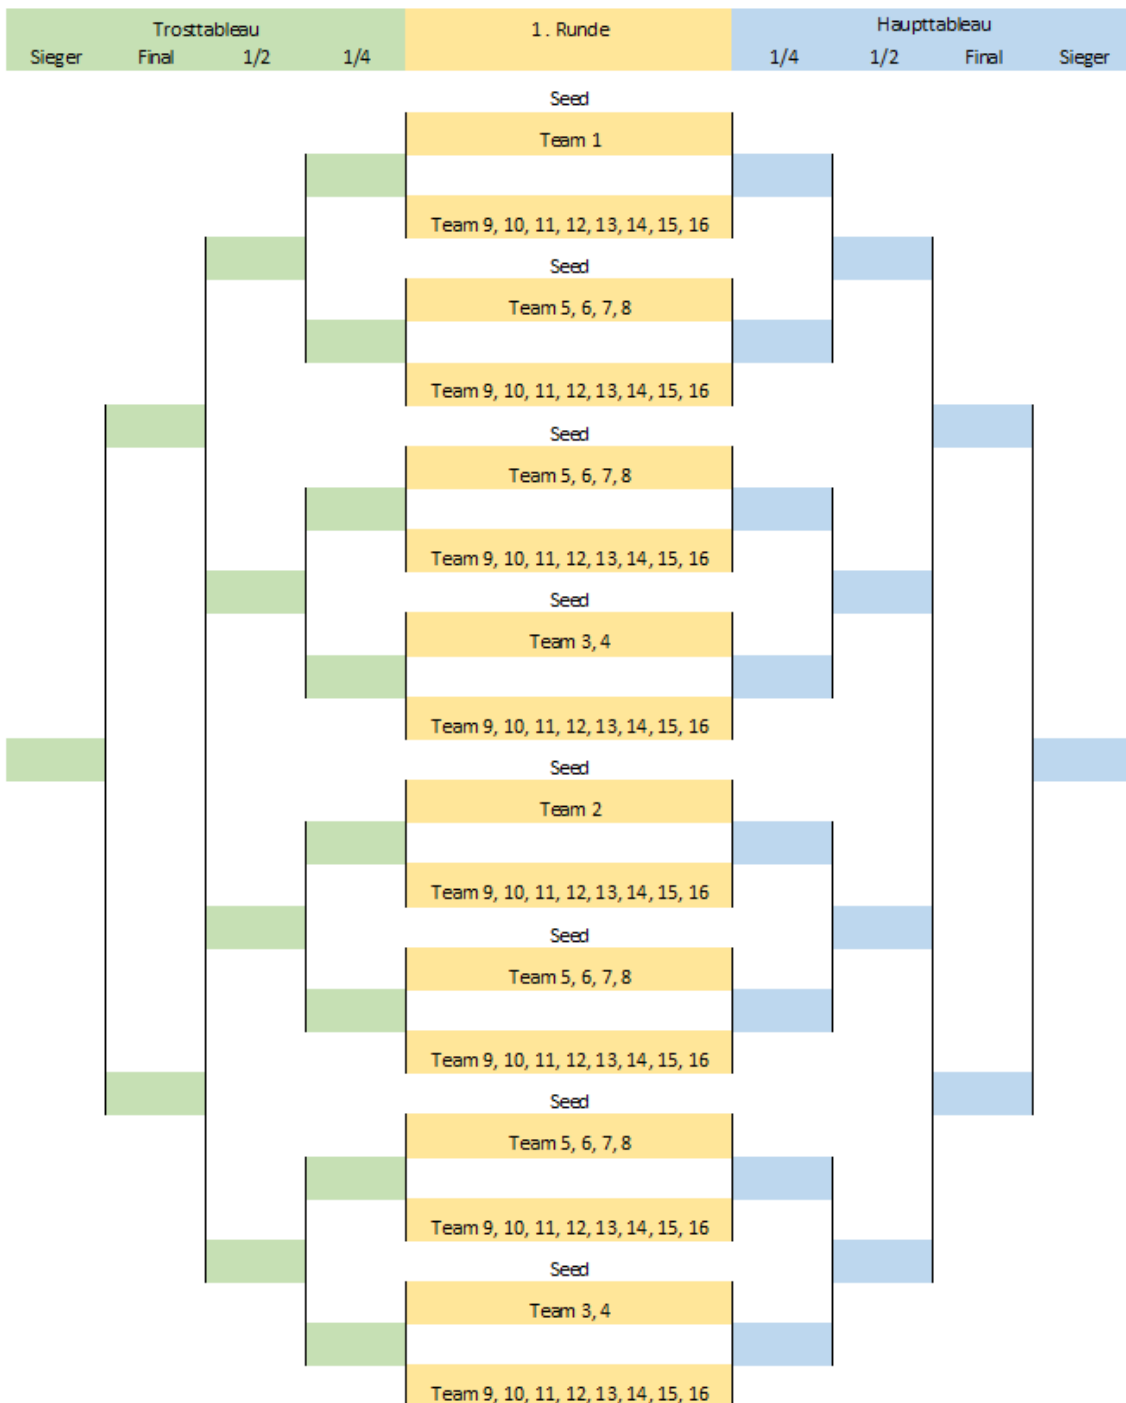 Trosttableau 1. Runde Haupttableau
Sieger Final 1/2 1/4 1/4 1/2 Final Sieger
Seed
Team 1
Team 9, 10, 11, 12, 13, 14, 15, 16
Seed
Team 5, 6, 7, 8
Team 9, 10, 11, 12, 13, 14, 15, 16
Seed
Team 5, 6, 7, 8
Team 9, 10, 11, 12, 13, 14, 15, 16
Seed
Team 3, 4
Team 9, 10, 11, 12, 13, 14, 15, 16
Seed
Team 2
Team 9, 10, 11, 12, 13, 14, 15, 16
Seed
Team 5, 6, 7, 8
Team 9, 10, 11, 12, 13, 14, 15, 16
Seed
Team 5, 6, 7, 8
Team 9, 10, 11, 12, 13, 14, 15, 16
Seed
Team 3, 4
Team 9, 10, 11, 12, 13, 14, 15, 16